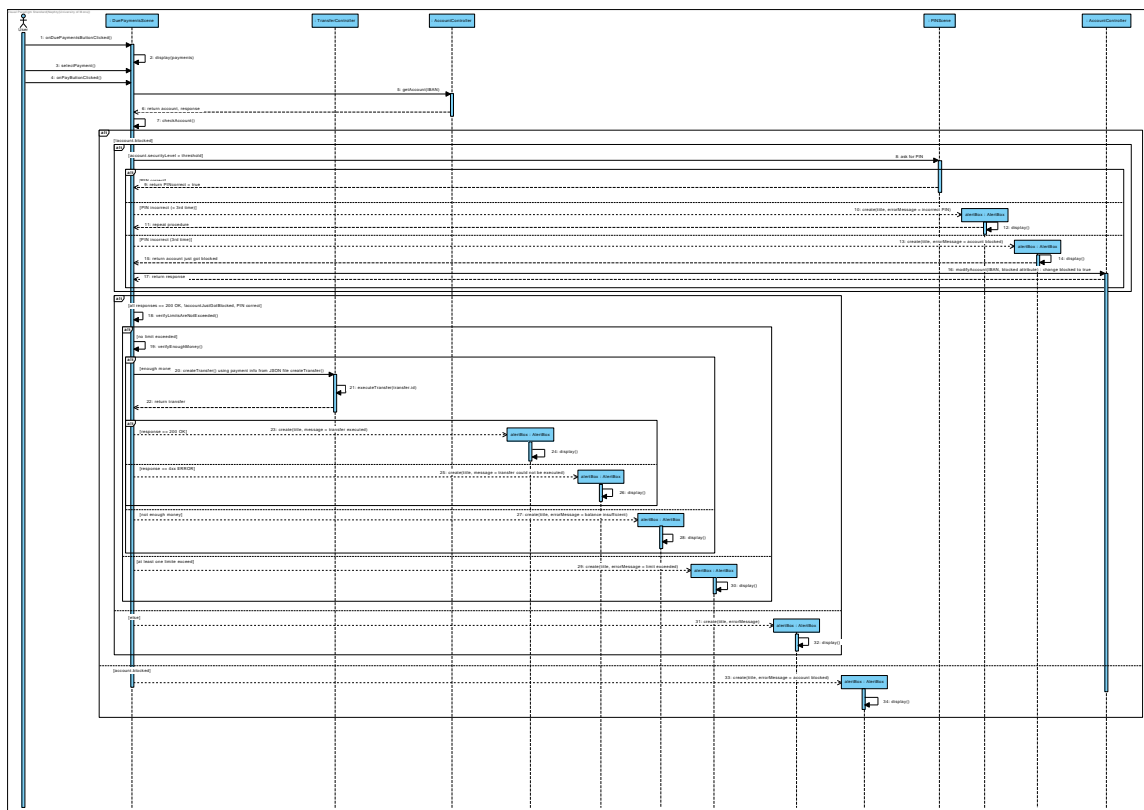 User
: DuePaymentsScene
: TransferController
: AccountController
: PINScene
: AccountController
1: onDuePaymentsButtonClicked()
2: display(payments)
3: selectPayment()
4: onPayButtonClicked()
5: getAccount(IBAN)
6: return account, response
7: checkAccount()
alt
[!account blocked]
alt
[account.securityLevel = threshold]
8: ask for PIN
alt
9: return PINcorrect = true
[PIN incorrect (< 3rd time)]
10: create(title, errorMessage = incorrect PIN)
alertBox : AlertBox
11: repeat procedure
12: display()
[PIN incorrect (3rd time)]
13: create(title, errorMessage = account blocked)
alertBox : AlertBox
14: display()
15: return account just got blocked
16: modifyAccount(IBAN, blocked attribute) : change blocked to true
17: return response
alt
[all responses == 200 OK, !accountJustGotBlocked, PIN correct]
18: verifyLimitsAreNotExceeded()
alt
[no limit exceeded]
19: verifyEnoughMoney()
alt
[enough mone
20: createTransfer() using payment info from JSON file createTransfer()
21: executeTransfer(transfer id)
22: return transfer
alt
[response == 200 OK]
23: create(title, message = transfer executed)
alertBox : AlertBox
24: display()
[response == 4xx ERROR]
25: create(title, message = transfer could not be executed)
alertBox : AlertBox
26: display()
[not enough money]
27: create(title, errorMessage = balance insufficient)
alertBox : AlertBox
28: display()
[at least one limite exceed]
29: create(title, errorMessage = limit exceeded)
alertBox : AlertBox
30: display()
[else]
31: create(title, errorMessage)
alertBox : AlertBox
32: display()
[account blocked]
33: create(title, errorMessage = account blocked)
alertBox : AlertBox
34: display()